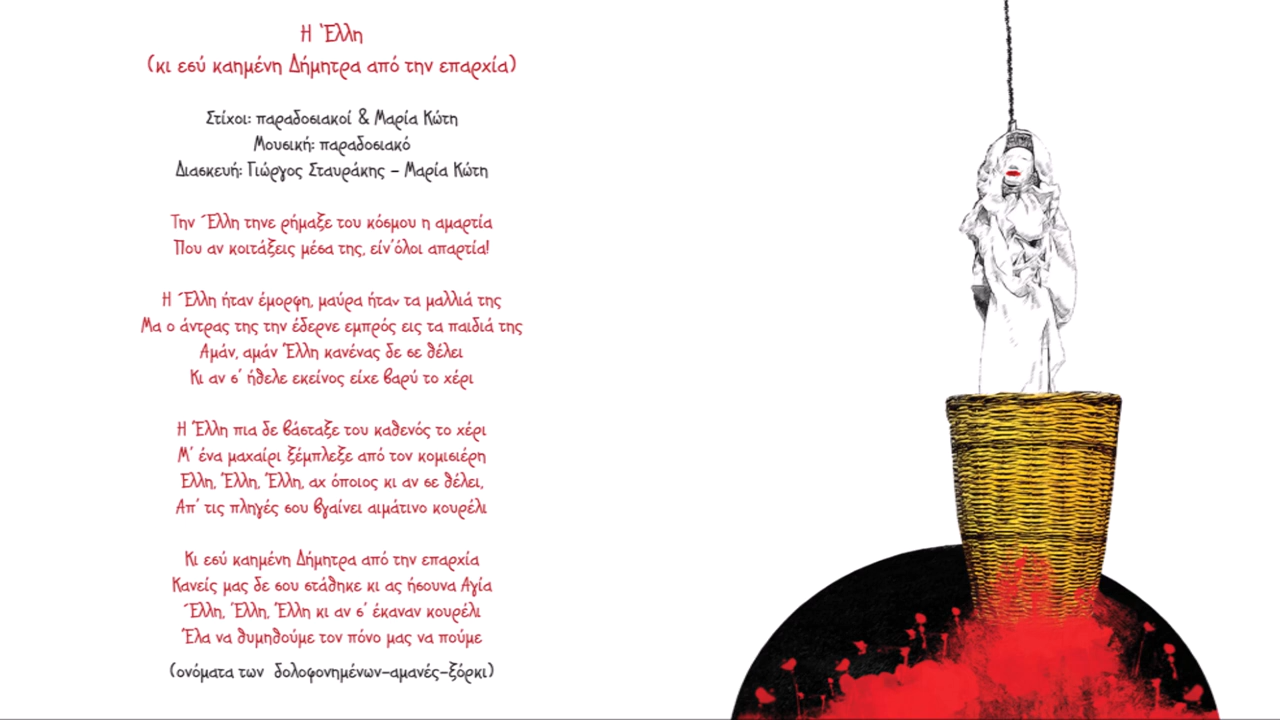 Η Έλλη
(κι εσύ καημένη Δήμητρα από την επαρχία)
Στίχοι: παραδοσιακοί & Μαρία Κώτη
Μουσική: παραδοσιακό
Διασκευή: Γιώργος Σταυράκης – Μαρία Κώτη
Την Έλλη τηνε ρήμαξε του κόσμου η αμαρτία
Που αν κοιτάξεις μέσα της, είν'όλοι απαρτία!
Η Έλλη ήταν έμορφη, μαύρα ήταν τα μαλλιά της
Μα ο άντρας της την έδερνε εμπρός εις τα παιδιά της
Αμάν, αμάν Έλλη κανένας δε σε θέλει
Κι αν σ' ήθελε εκείνος είχε βαρύ το χέρι
Η Έλλη πια δε βάσταξε του καθενός το χέρι
Μ' ένα μαχαίρι ξέμπλεξε από τον κομισιέρη
Έλλη, Έλλη, Έλλη, αχ όποιος κι αν σε θέλει,
Απ' τις πληγές σου βγαίνει αιμάτινο κουρέλι
Κι εσύ καημένη Δήμητρα από την επαρχία
Κανείς μας δε σου στάθηκε κι ας ήσουνα Αγία
Έλλη, Έλλη, Έλλη κι αν σ' έκαναν κουρέλι
Έλα να θυμηθούμε τον πόνο μας να πούμε
(ονόματα των δολοφονημένων–αμανές–ξόρκι)